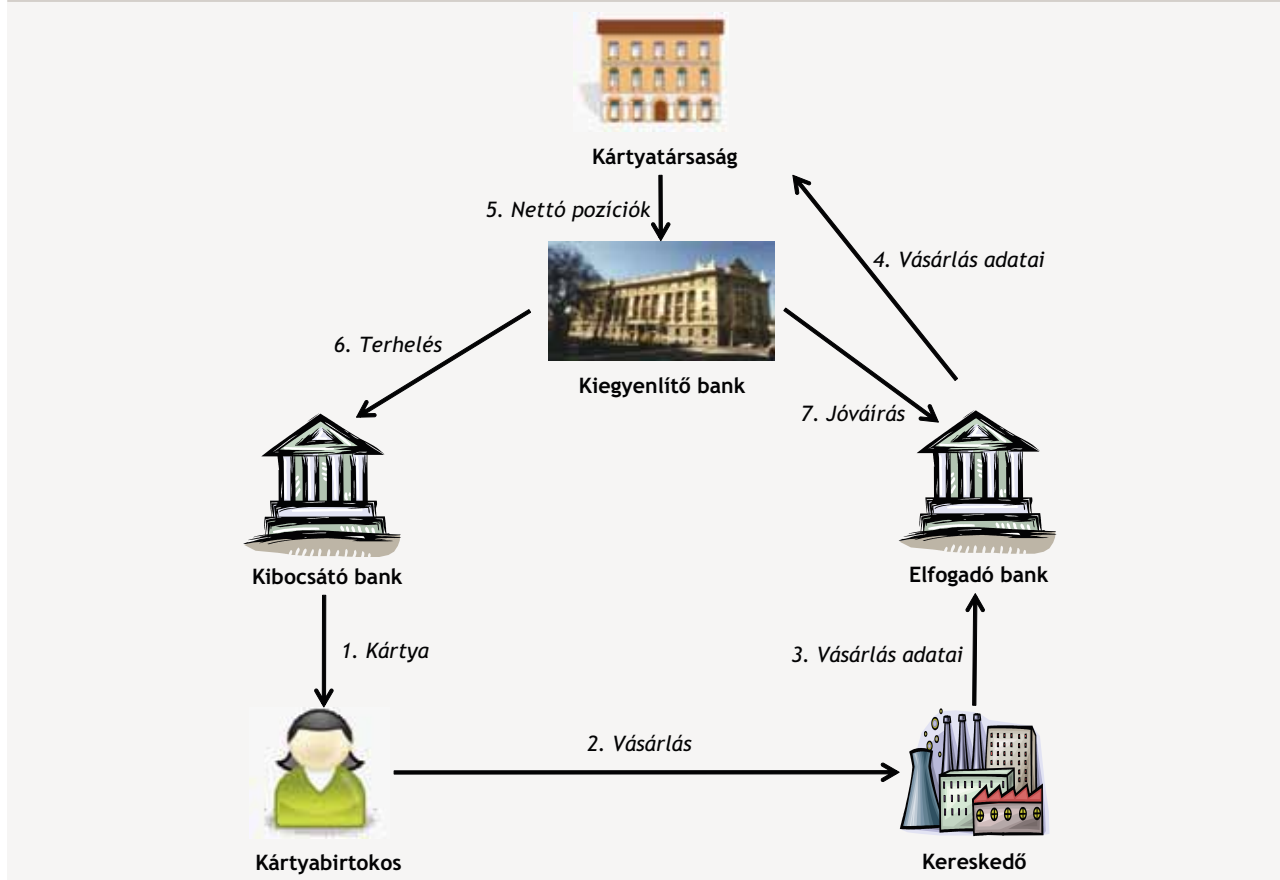 Kártyatársaság
5. Nettó pozíciók
4. Vásárlás adatai
6. Terhelés
Kiegyenlítő bank
7. Jóváírás
Kibocsátó bank
Elfogadó bank
1. Kártya
3. Vásárlás adatai
2. Vásárlás
Kártyabirtokos
Kereskedő